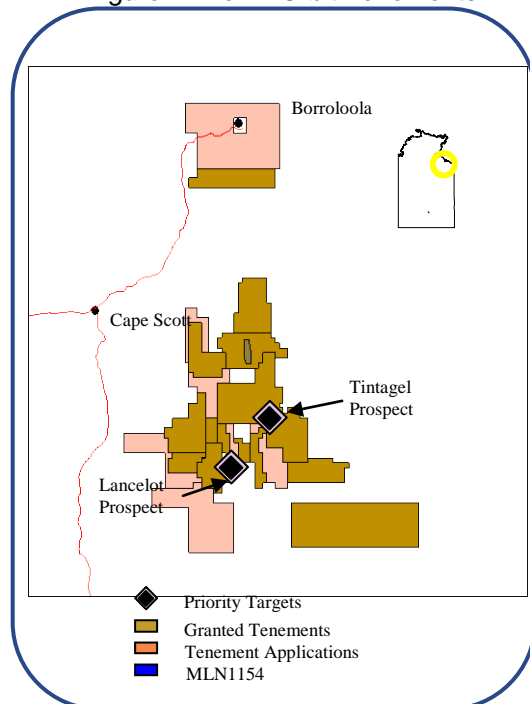 Borroloola
Cape Scott
Tintagel
Prospect
Lancelot
Prospect
Priority Targets
Granted Tenements
Tenement Applications
MLN1154